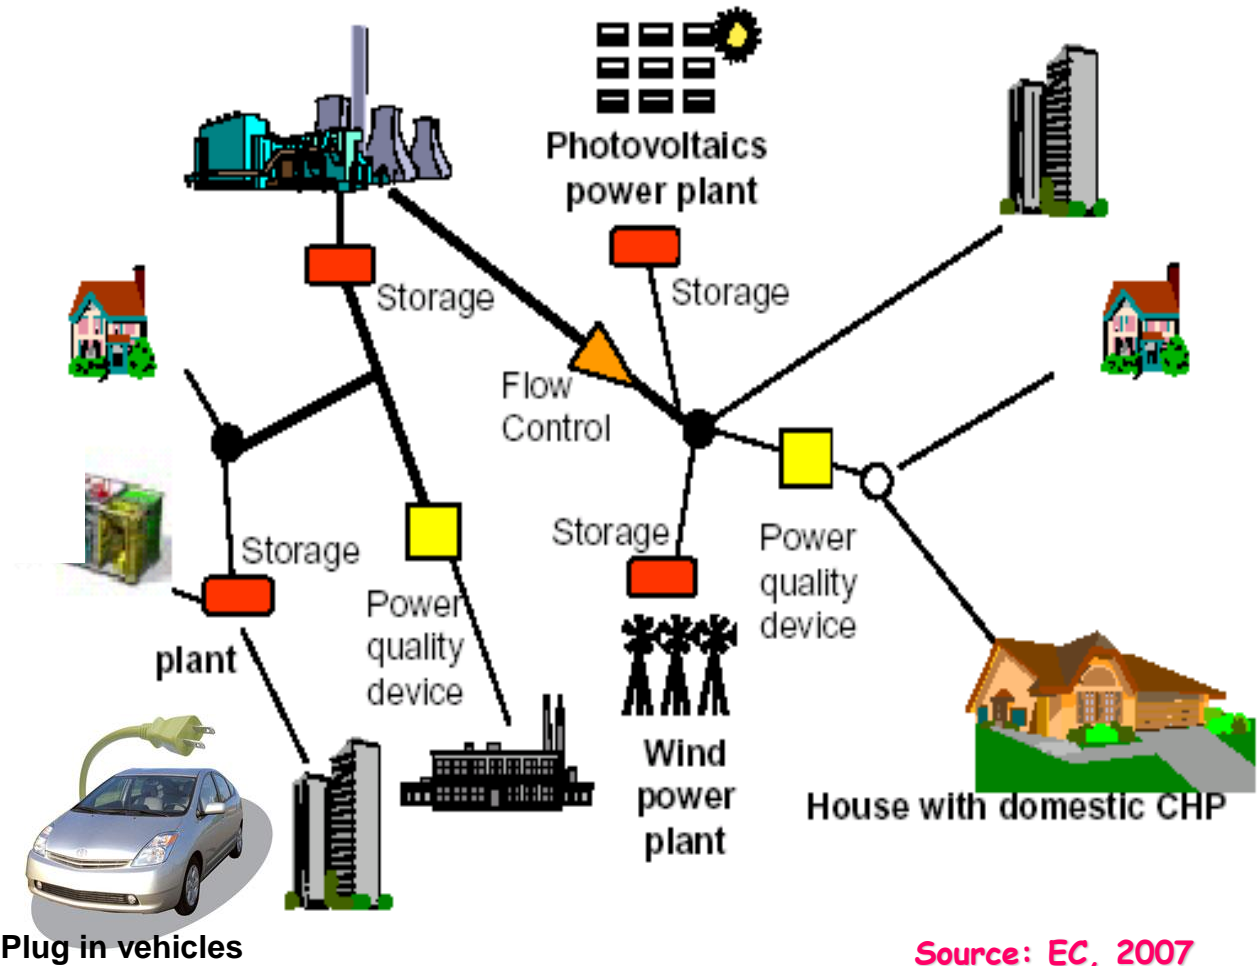 Photovoltaics
power plant
Storage
Storage
Flow
Control
Storage
Storage
Power
quality
device
Power
quality
device
plant
Wind
power
plant
House with domestic CHP
Plug in vehicles
Source: EC, 2007